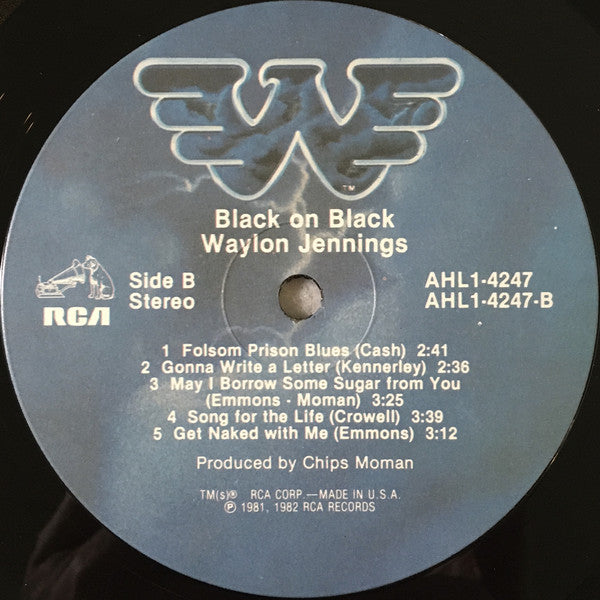 TM
Black on Black
Waylon Jennings
Side B
Stereo
RCA
AHL1-4247
AHL1-4247-B
1 Folsom Prison Blues (Cash) 2:41
2 Gonna Write a Letter (Kennerley) 2:36
3 May I Borrow Some Sugar from You
(Emmons - Moman) 3:25
4 Song for the Life (Crowell) 3:39
5 Get Naked with Me (Emmons) 3:12
Produced by Chips Moman
TM(s)® RCA CORP.—MADE IN U.S.A.
℗ 1981, 1982 RCA RECORDS